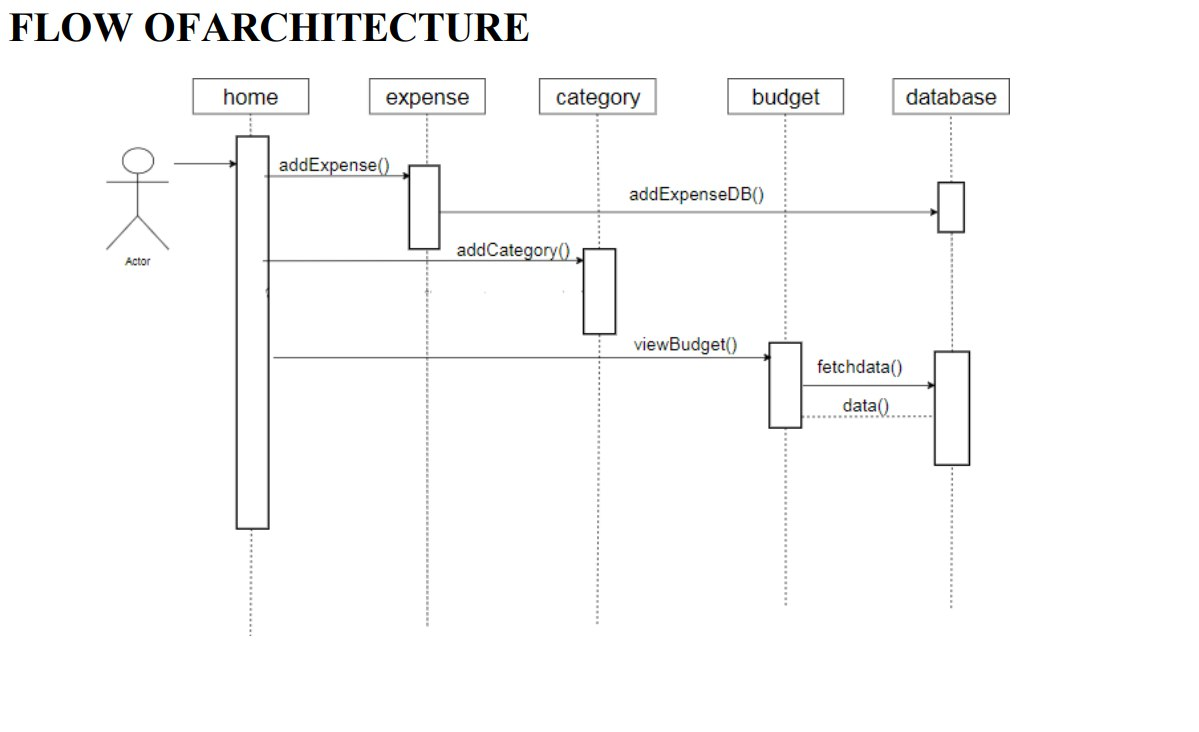 FLOW OFARCHITECTURE
home
expense
category
budget
database
addExpense()
addExpenseDB()
Actor
addCategory()
viewBudget()
fetchdata()
data()